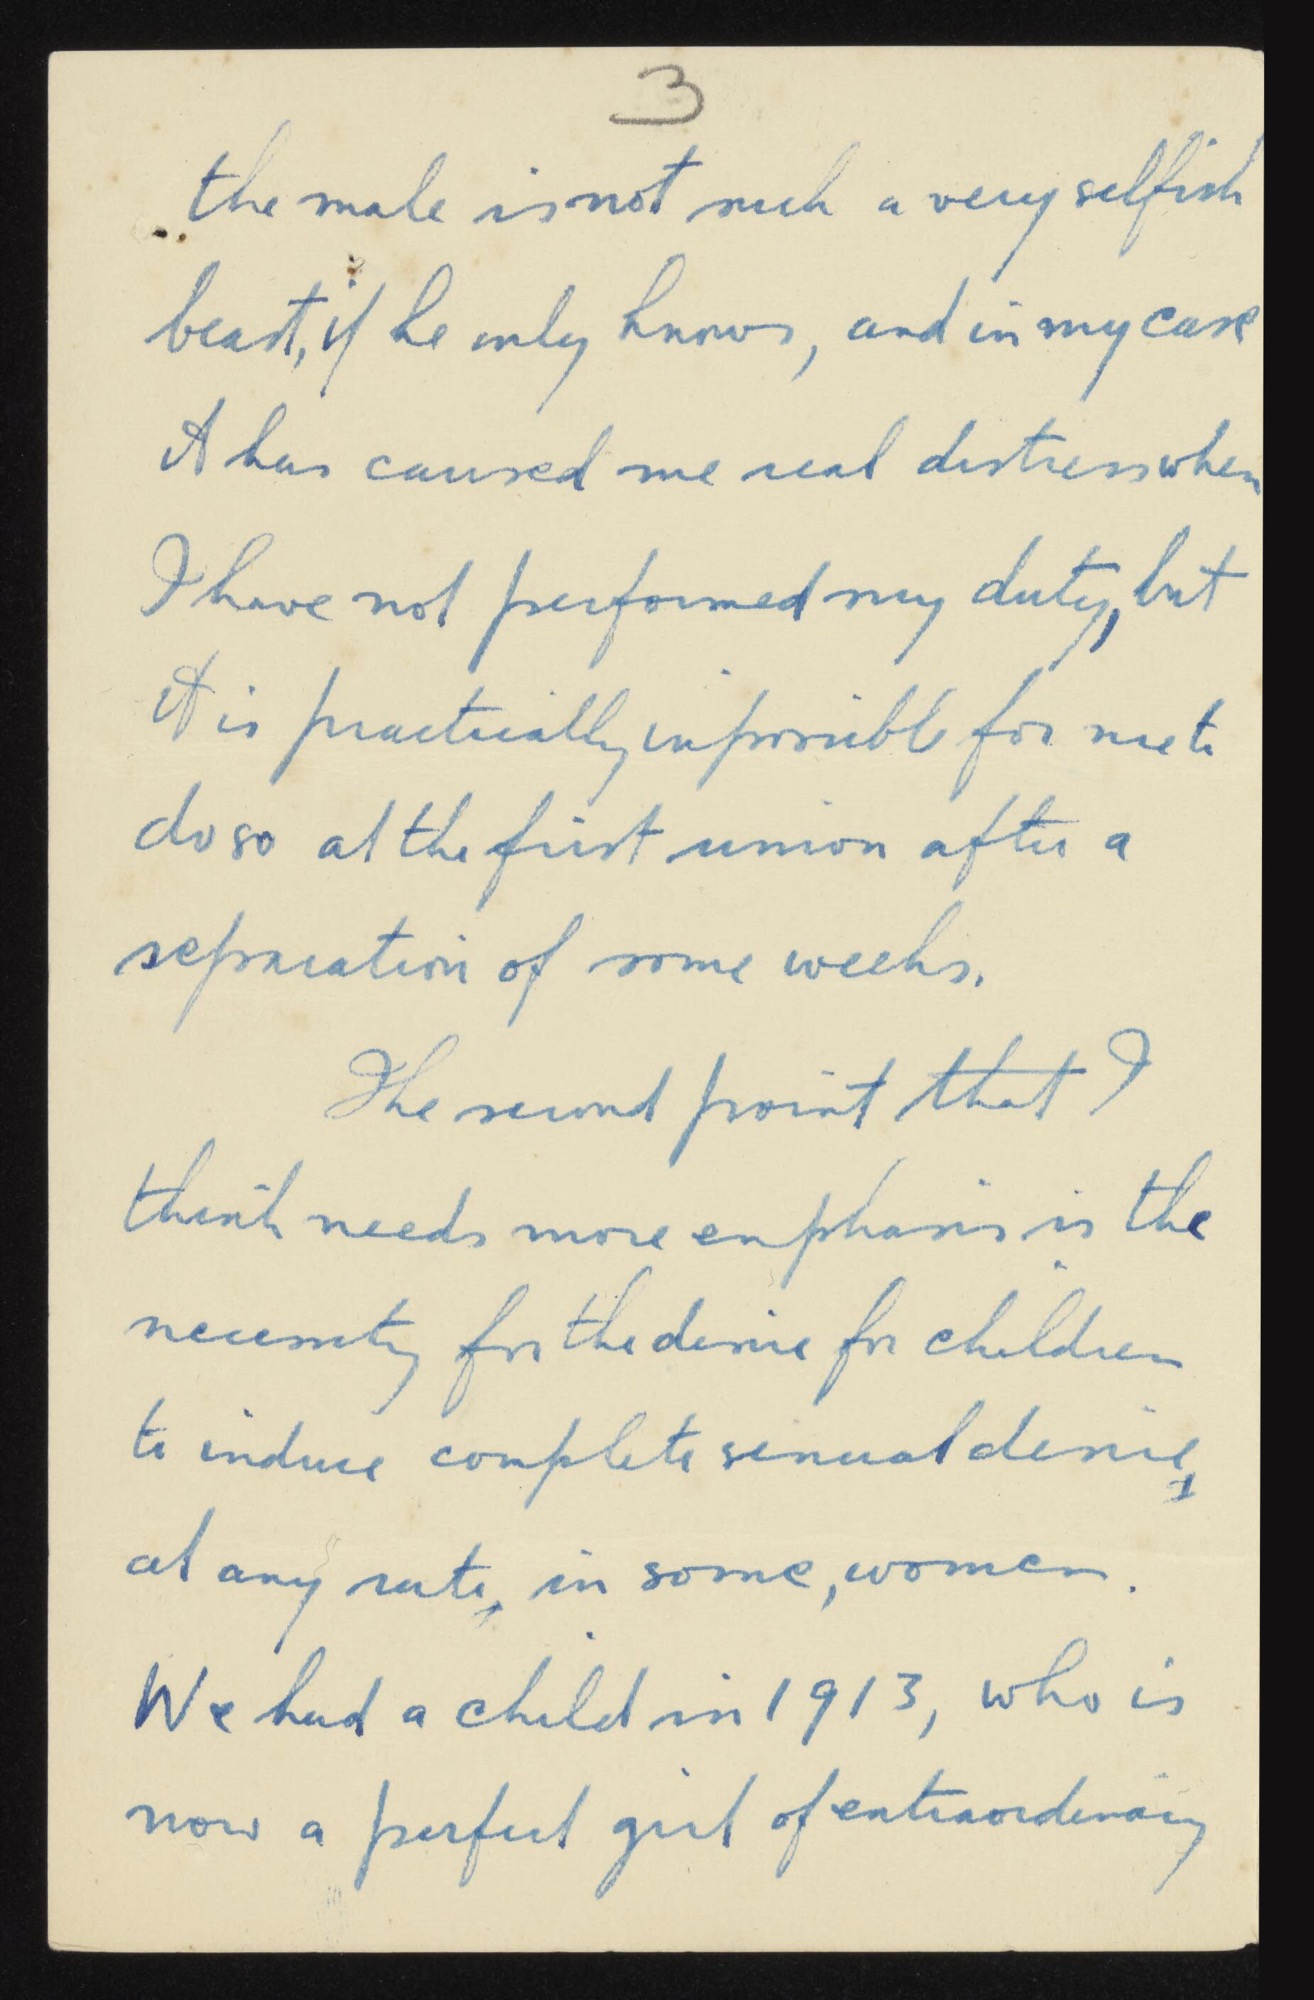 3
the male is not such a very selfish
beast, if he only knows, and in my case
it has caused me real distress when
I have not performed my duty, but
it is practically impossible for me to
do so at the first union after a
separation of some weeks.
The second point that I
think needs more emphasis is the
necessity for the desire for children
to induce complete sexual desire,
at any rate, in some, women.
We had a child in 1913, who is
now a perfect girl of extraordinary